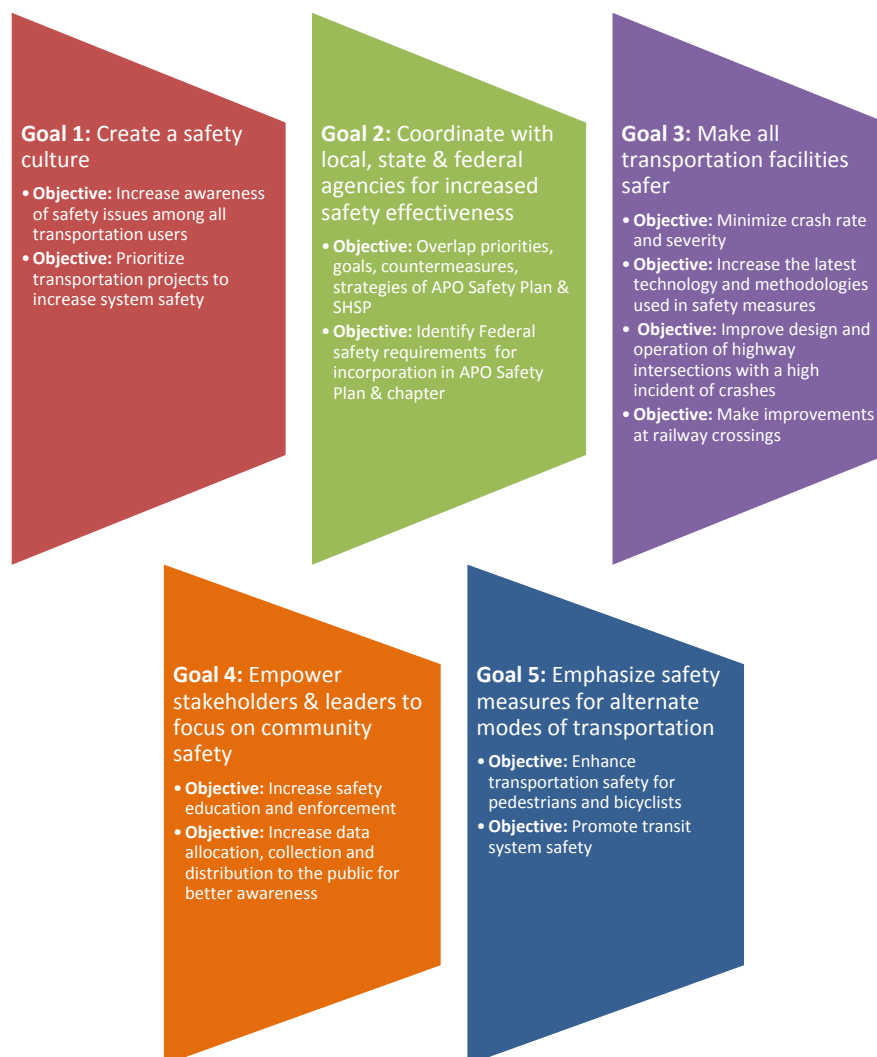 Goal 1: Create a safety
culture
• Objective: Increase awareness
of safety issues among all
transportation users
• Objective: Prioritize
transportation projects to
increase system safety
Goal 2: Coordinate with
local, state & federal
agencies for increased
safety effectiveness
• Objective: Overlap priorities,
goals, countermeasures,
strategies of APO Safety Plan &
SHSP
• Objective: Identify Federal
safety requirements for
incorporation in APO Safety
Plan & chapter
Goal 3: Make all
transportation facilities
safer
• Objective: Minimize crash rate
and severity
• Objective: Increase the latest
technology and methodologies
used in safety measures
• Objective: Improve design and
operation of highway
intersections with a high
incident of crashes
• Objective: Make improvements
at railway crossings
Goal 4: Empower
stakeholders & leaders to
focus on community
safety
• Objective: Increase safety
education and enforcement
• Objective: Increase data
allocation, collection and
distribution to the public for
better awareness
Goal 5: Emphasize safety
measures for alternate
modes of transportation
• Objective: Enhance
transportation safety for
pedestrians and bicyclists
• Objective: Promote transit
system safety